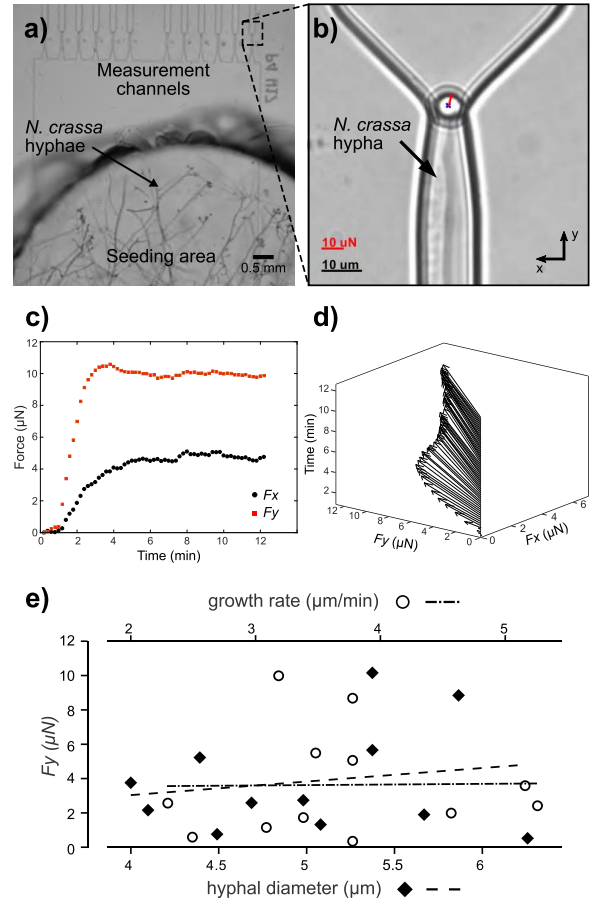 a)
Measurement
channels
P4 H17
N. crassa
hyphae
Seeding area
0.5 mm
b)
N. crassa
hypha
10 uN
10 um
y
x
c)
12
10
8
6
4
2
0
Force (µN)
0 2 4 6 8 10 12
Time (min)
Fx
Fy
d)
12
10
8
6
4
2
Time (min)
12 10 8 6 4 2 0
Fy (µN)
0 2 4 6
Fx (µN)
e)
growth rate (µm/min)
2 3 4 5
12
10
8
6
4
2
0
Fy (µN)
4 4.5 5 5.5 6
hyphal diameter (µm)